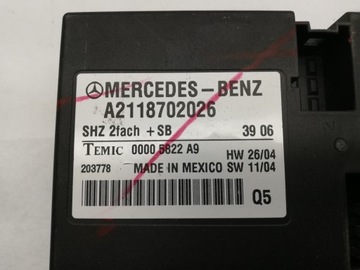 MERCEDES-BENZ
A2118702026
SHZ 2fach + SB 39 06
TEMIC 0000 5822 A9 HW 26/04
203778 MADE IN MEXICO SW 11/04
Q5